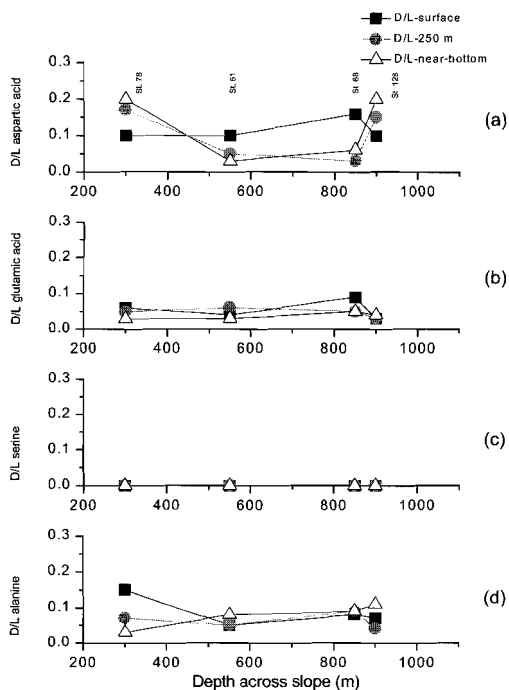 D/L-surface
D/L-250 m
D/L-near-bottom
St. 78
St. 61
St. 68
St. 128
D/L aspartic acid
0.3
0.2
0.1
0.0
(a)
200 400 600 800 1000
D/L glutamic acid
0.3
0.2
0.1
0.0
(b)
200 400 600 800 1000
D/L serine
0.3
0.2
0.1
0.0
(c)
200 400 600 800 1000
D/L alanine
0.3
0.2
0.1
0.0
(d)
200 400 600 800 1000
Depth across slope (m)